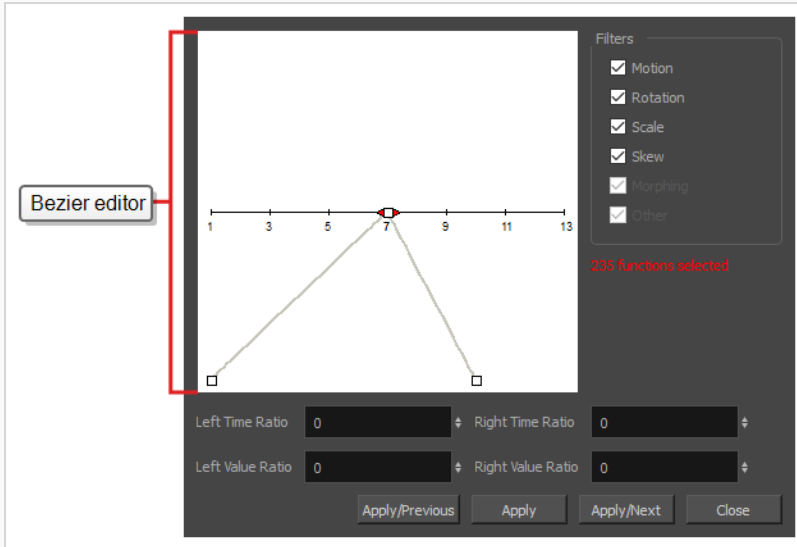 Filters
Motion
Rotation
Scale
Skew
Morphing
Other
235 functions selected
Bezier editor
1 3 5 7 9 11 13
Left Time Ratio 0 Right Time Ratio 0
Left Value Ratio 0 Right Value Ratio 0
Apply/Previous Apply Apply/Next Close